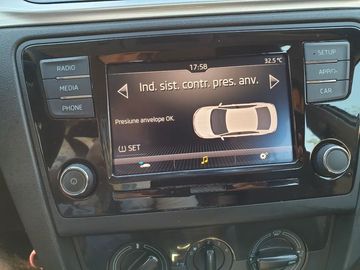 RADIO
MEDIA
PHONE
17:58
32.5°C
Ind. sist. contr. pres. anv.
Presiune anvelope OK.
(!) SET
SETUP
APPS
CAR